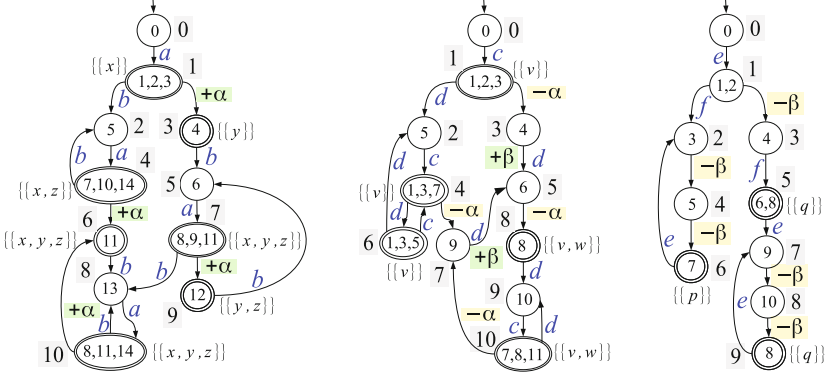 0 0
a
{{x}} 1,2,3 1
b +α
5 2 3 4 {{y}}
b a b
4
{{x,z}} 7,10,14 5 6
+α a 7
6
{{x,y,z}} 11 8,9,11 {{x,y,z}}
8 b b +α b
13 12 {{y,z}}
+α b a 9
10 8,11,14 {{x,y,z}}
0 0
c
1 {{v}}
1,2,3
d −α
5 2 3 4
d c +β d
{{v}} 1,3,7 4 6 5
d c −α d −α
8
6 1,3,5 9 8 {{v,w}}
{{v}} 7 +β d
9 10
−α c d
10
7,8,11 {{v,w}}
0 0
e
1,2 1
f −β
3 2 4 3
−β f
5
5 4 6,8 {{q}}
e −β e
7 6 9 7
{{p}} −β
e 10 8
−β
9 8 {{q}}